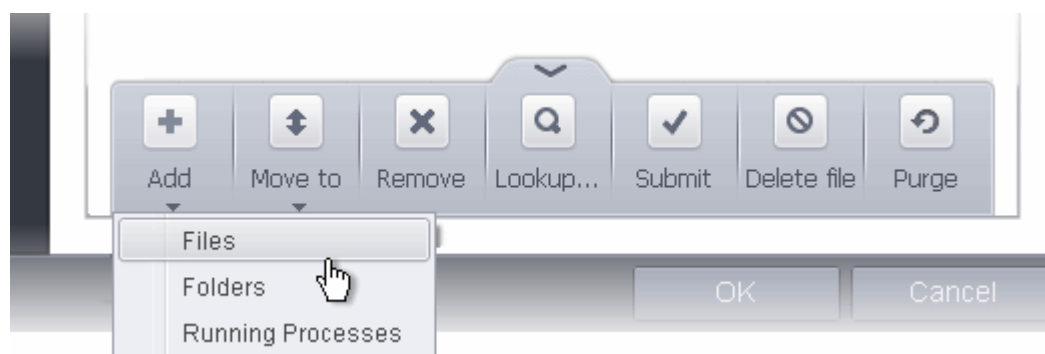 Add Move to Remove Lookup... Submit Delete file Purge
Files
Folders
Running Processes
OK Cancel